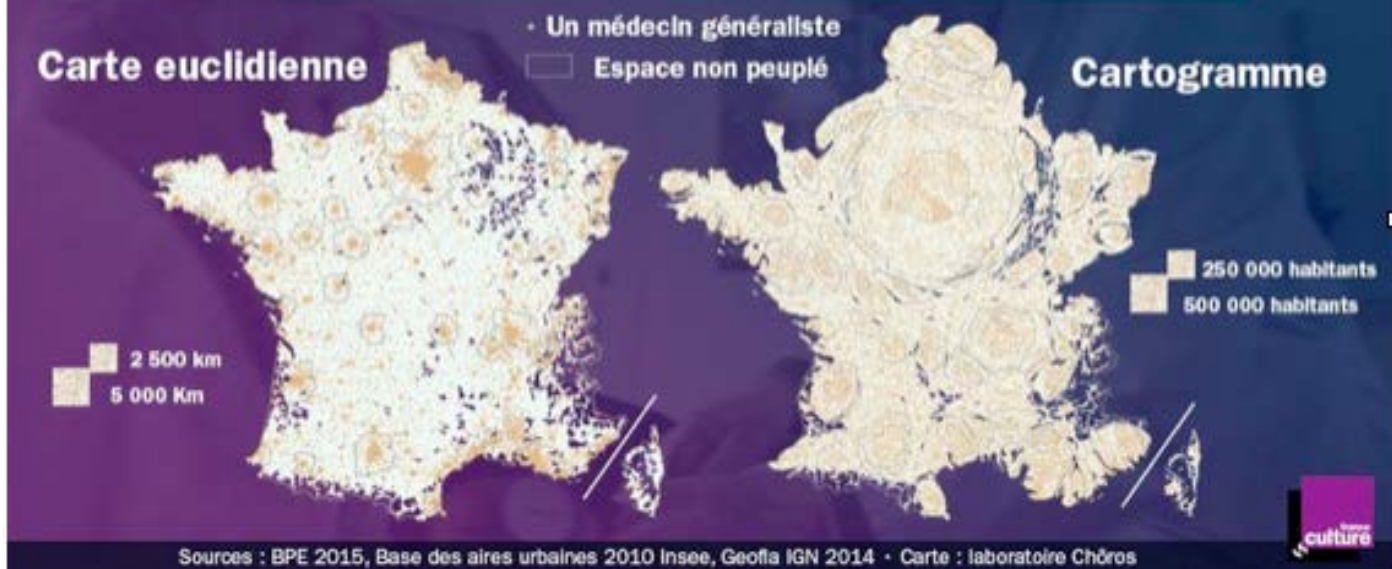 • Un médecin généraliste
Carte euclidienne
Espace non peuplé
Cartogramme
250 000 habitants
500 000 habitants
2 500 km
5 000 Km
france
culture
Sources : BPE 2015, Base des aires urbaines 2010 Insee, Geofla IGN 2014 • Carte : laboratoire Chôros